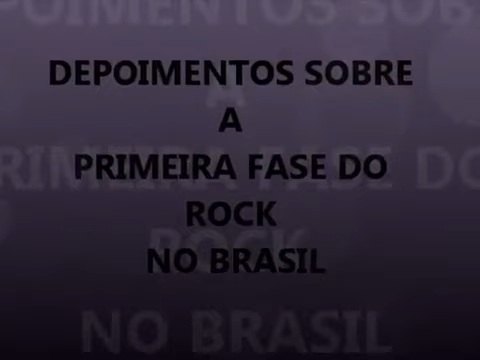 DEPOIMENTOS SOBRE
A
PRIMEIRA FASE DO
ROCK
NO BRASIL